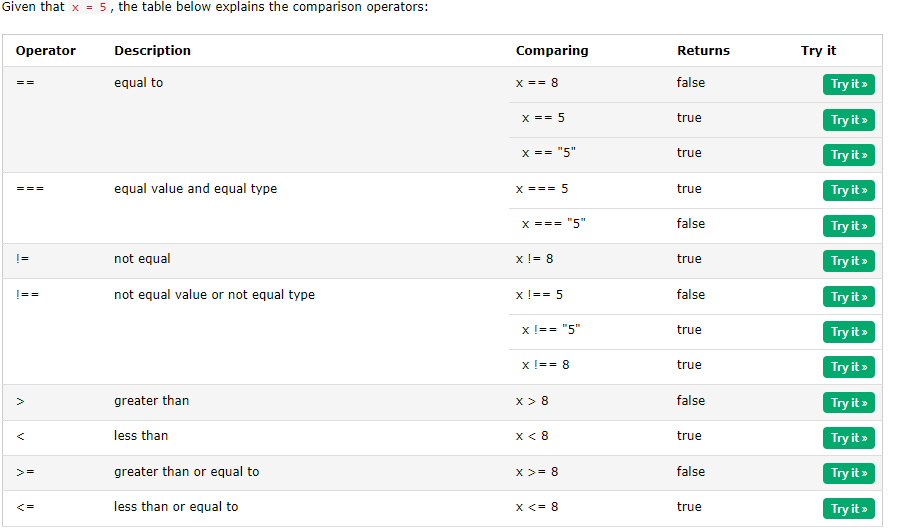 Given that x = 5, the table below explains the comparison operators:
Operator Description Comparing Returns Try it
== equal to x == 8 false Try it »
x == 5 true Try it »
x == "5" true Try it »
=== equal value and equal type x === 5 true Try it »
x === "5" false Try it »
!= not equal x != 8 true Try it »
!== not equal value or not equal type x !== 5 false Try it »
x !== "5" true Try it »
x !== 8 true Try it »
> greater than x > 8 false Try it »
< less than x < 8 true Try it »
>= greater than or equal to x >= 8 false Try it »
<= less than or equal to x <= 8 true Try it »